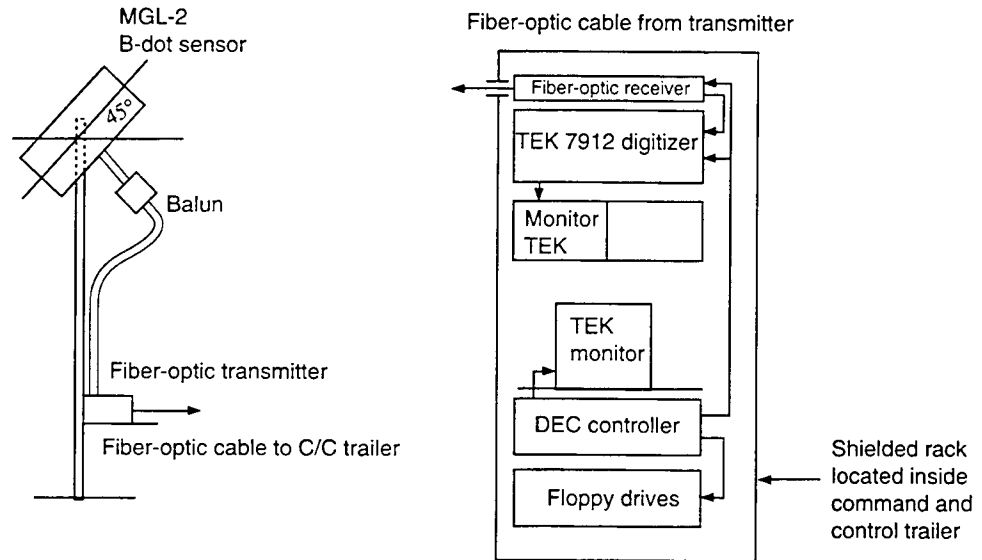 MGL-2
B-dot sensor
45°
Balun
Fiber-optic transmitter
Fiber-optic cable to C/C trailer
Fiber-optic cable from transmitter
Fiber-optic receiver
TEK 7912 digitizer
Monitor
TEK
TEK
monitor
DEC controller
Floppy drives
Shielded rack
located inside
command and
control trailer